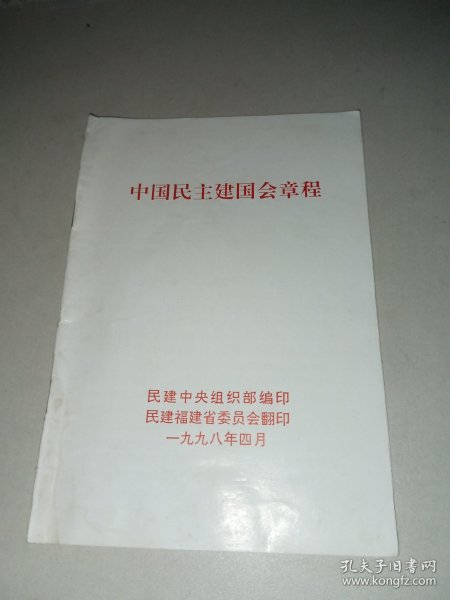 中国民主建国会章程
民建中央组织部编印
民建福建省委员会翻印
一九九八年四月
孔夫子旧书网
www.kongfz.com